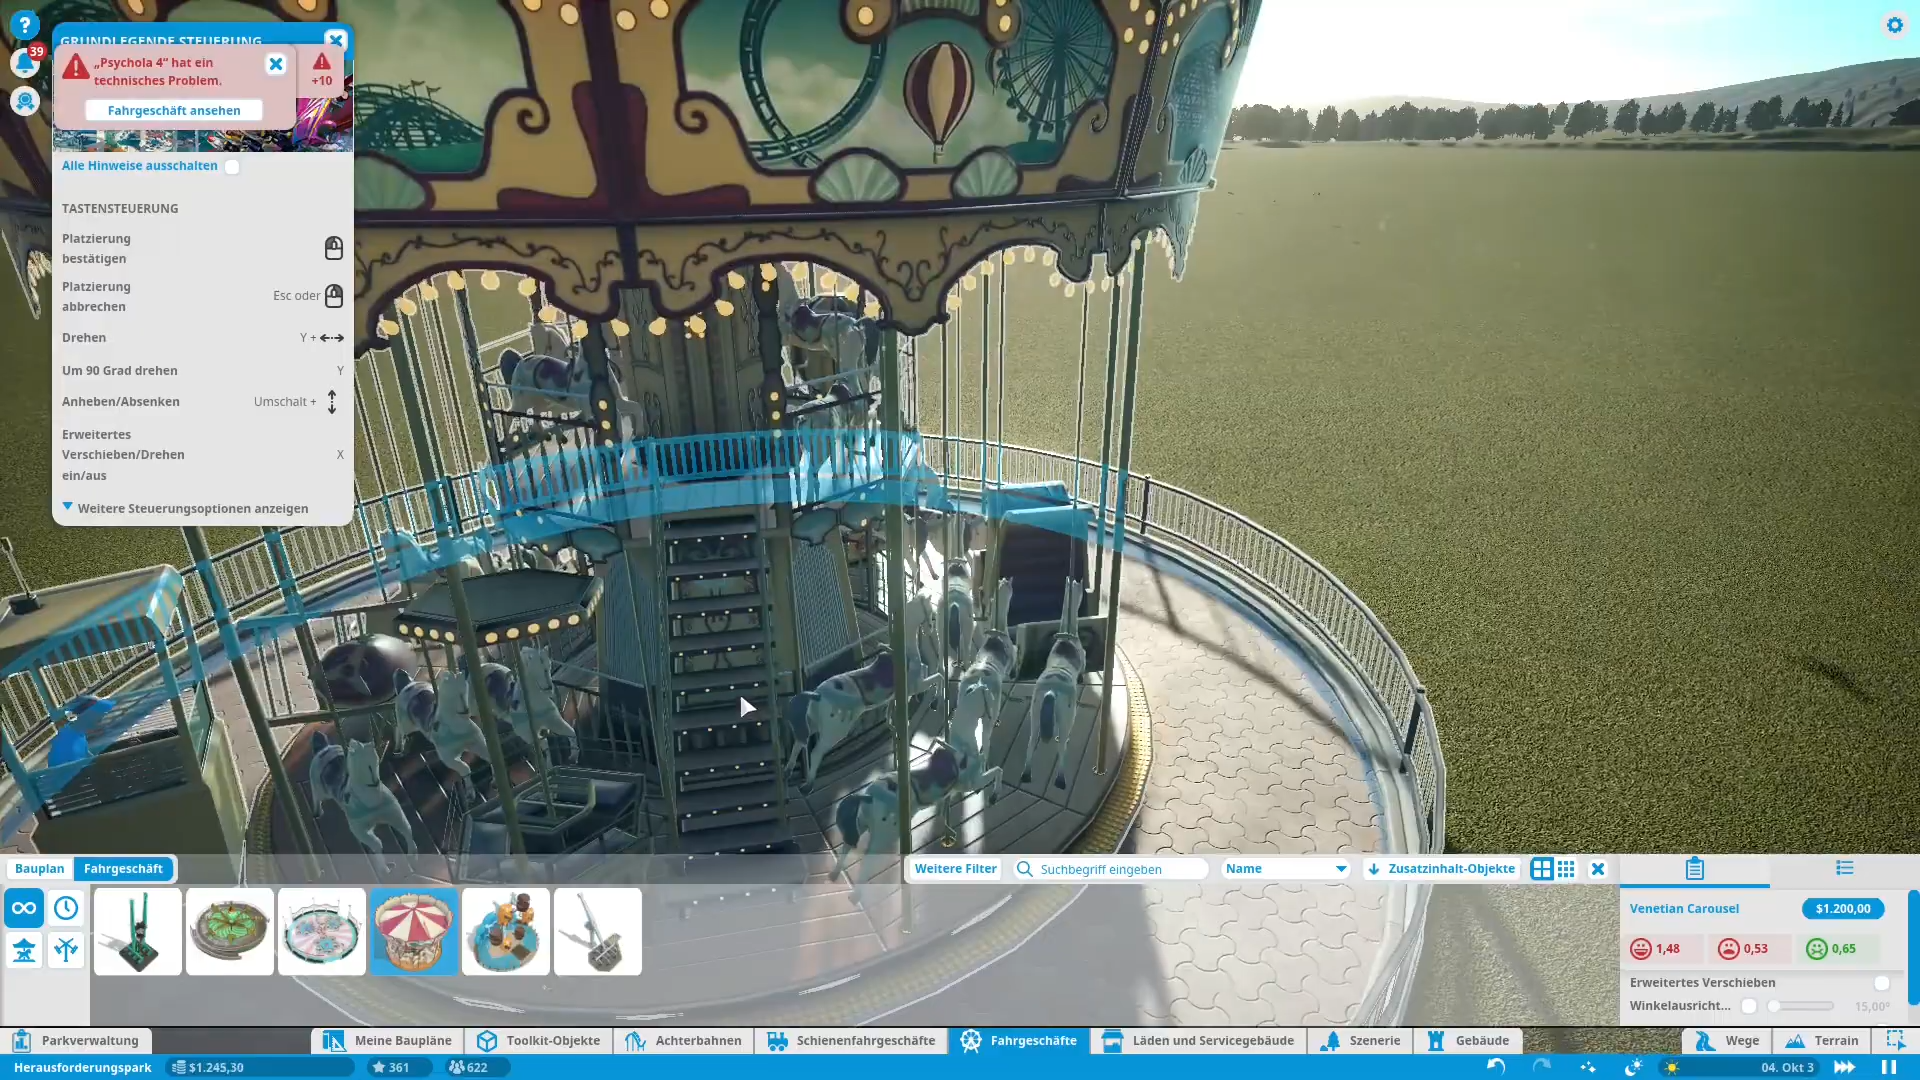 39
GRUNDLEGENDE STEUERUNG
„Psychola 4“ hat ein
technisches Problem.
+10
Fahrgeschäft ansehen
Alle Hinweise ausschalten
TASTENSTEUERUNG
Platzierung
bestätigen
Platzierung
abbrechen
Esc oder
Drehen
Y +
Um 90 Grad drehen
Y
Anheben/Absenken
Umschalt +
Erweitertes
Verschieben/Drehen
ein/aus
X
Weitere Steuerungsoptionen anzeigen
Bauplan
Fahrgeschäft
Weitere Filter
Suchbegriff eingeben
Name
Zusatzinhalt-Objekte
Venetian Carousel
$1.200,00
1,48
0,53
0,65
Erweitertes Verschieben
Winkelausricht...
15,00°
Parkverwaltung
Meine Baupläne
Toolkit-Objekte
Achterbahnen
Schienenfahrgeschäfte
Fahrgeschäfte
Läden und Servicegebäude
Szenerie
Gebäude
Wege
Terrain
Herausforderungspark
$1.245,30
361
622
04. Okt 3